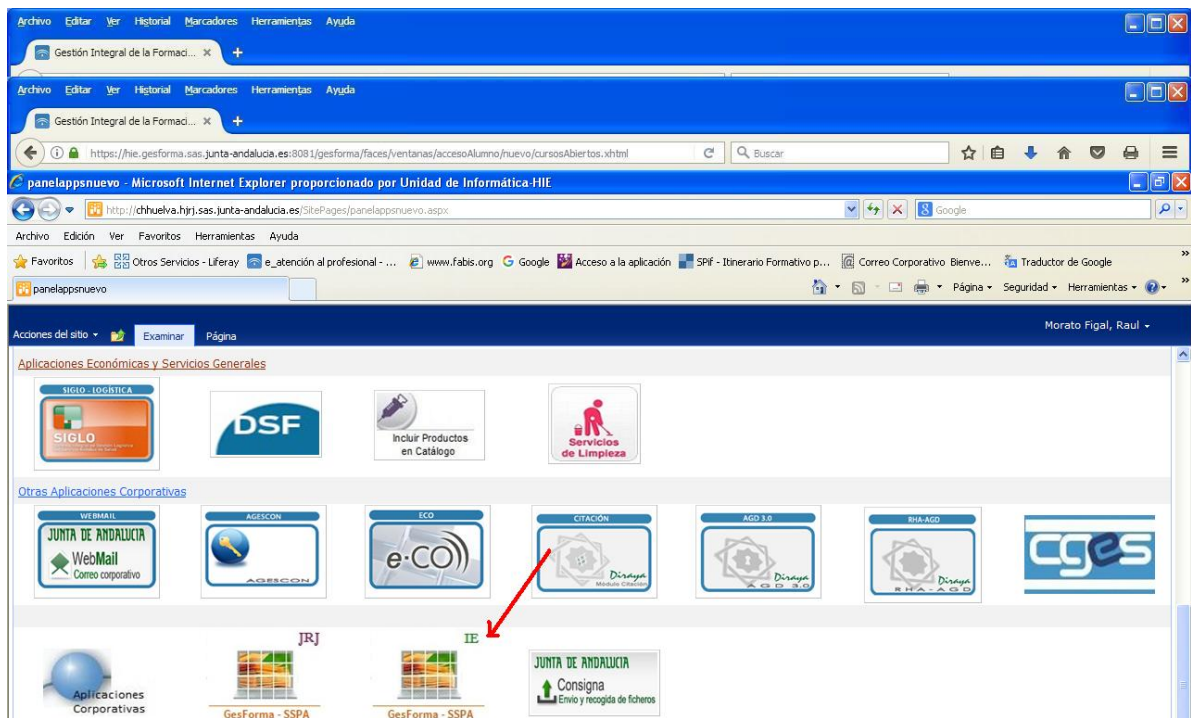 Archivo Editar Ver Historial Marcadores Herramientas Ayuda
Gestión Integral de la Formaci... × +
Archivo Editar Ver Historial Marcadores Herramientas Ayuda
Gestión Integral de la Formaci... × +
https://hie.gesforma.sas.junta-andalucia.es:8081/gesforma/faces/ventanas/accesoAlumno/nuevo/cursosAbiertos.xhtml Buscar
panelappsnuevo - Microsoft Internet Explorer proporcionado por Unidad de Informática-HIE
http://chhuelva.hjrj.sas.junta-andalucia.es/SitePages/panelappsnuevo.aspx Google
Archivo Edición Ver Favoritos Herramientas Ayuda
Favoritos Otros Servicios - Liferay e_atención al profesional - ... www.fabis.org Google Acceso a la aplicación SPIF - Itinerario Formativo p... Correo Corporativo Bienve... Traductor de Google »
panelappsnuevo Página Seguridad Herramientas »
Morato Figal, Raul
Acciones del sitio Examinar Página
Aplicaciones Económicas y Servicios Generales
SIGLO - LOGÍSTICA
SIGLO
DSF
Incluir Productos
en Catálogo
Servicios
de Limpieza
Otras Aplicaciones Corporativas
WEBMAIL
JUNTA DE ANDALUCIA
WebMail
Correo corporativo
AGESCON
AGESCON
ECO
e·CO))
CITACIÓN
Diraya
Módulo Citación
AGD 3.0
Diraya
AGD 3.0
RHA-AGD
Diraya
RHA-AGD
cges
Aplicaciones
Corporativas
JRJ
GesForma - SSPA
IE
GesForma - SSPA
JUNTA DE ANDALUCIA
Consigna
Envío y recogida de ficheros